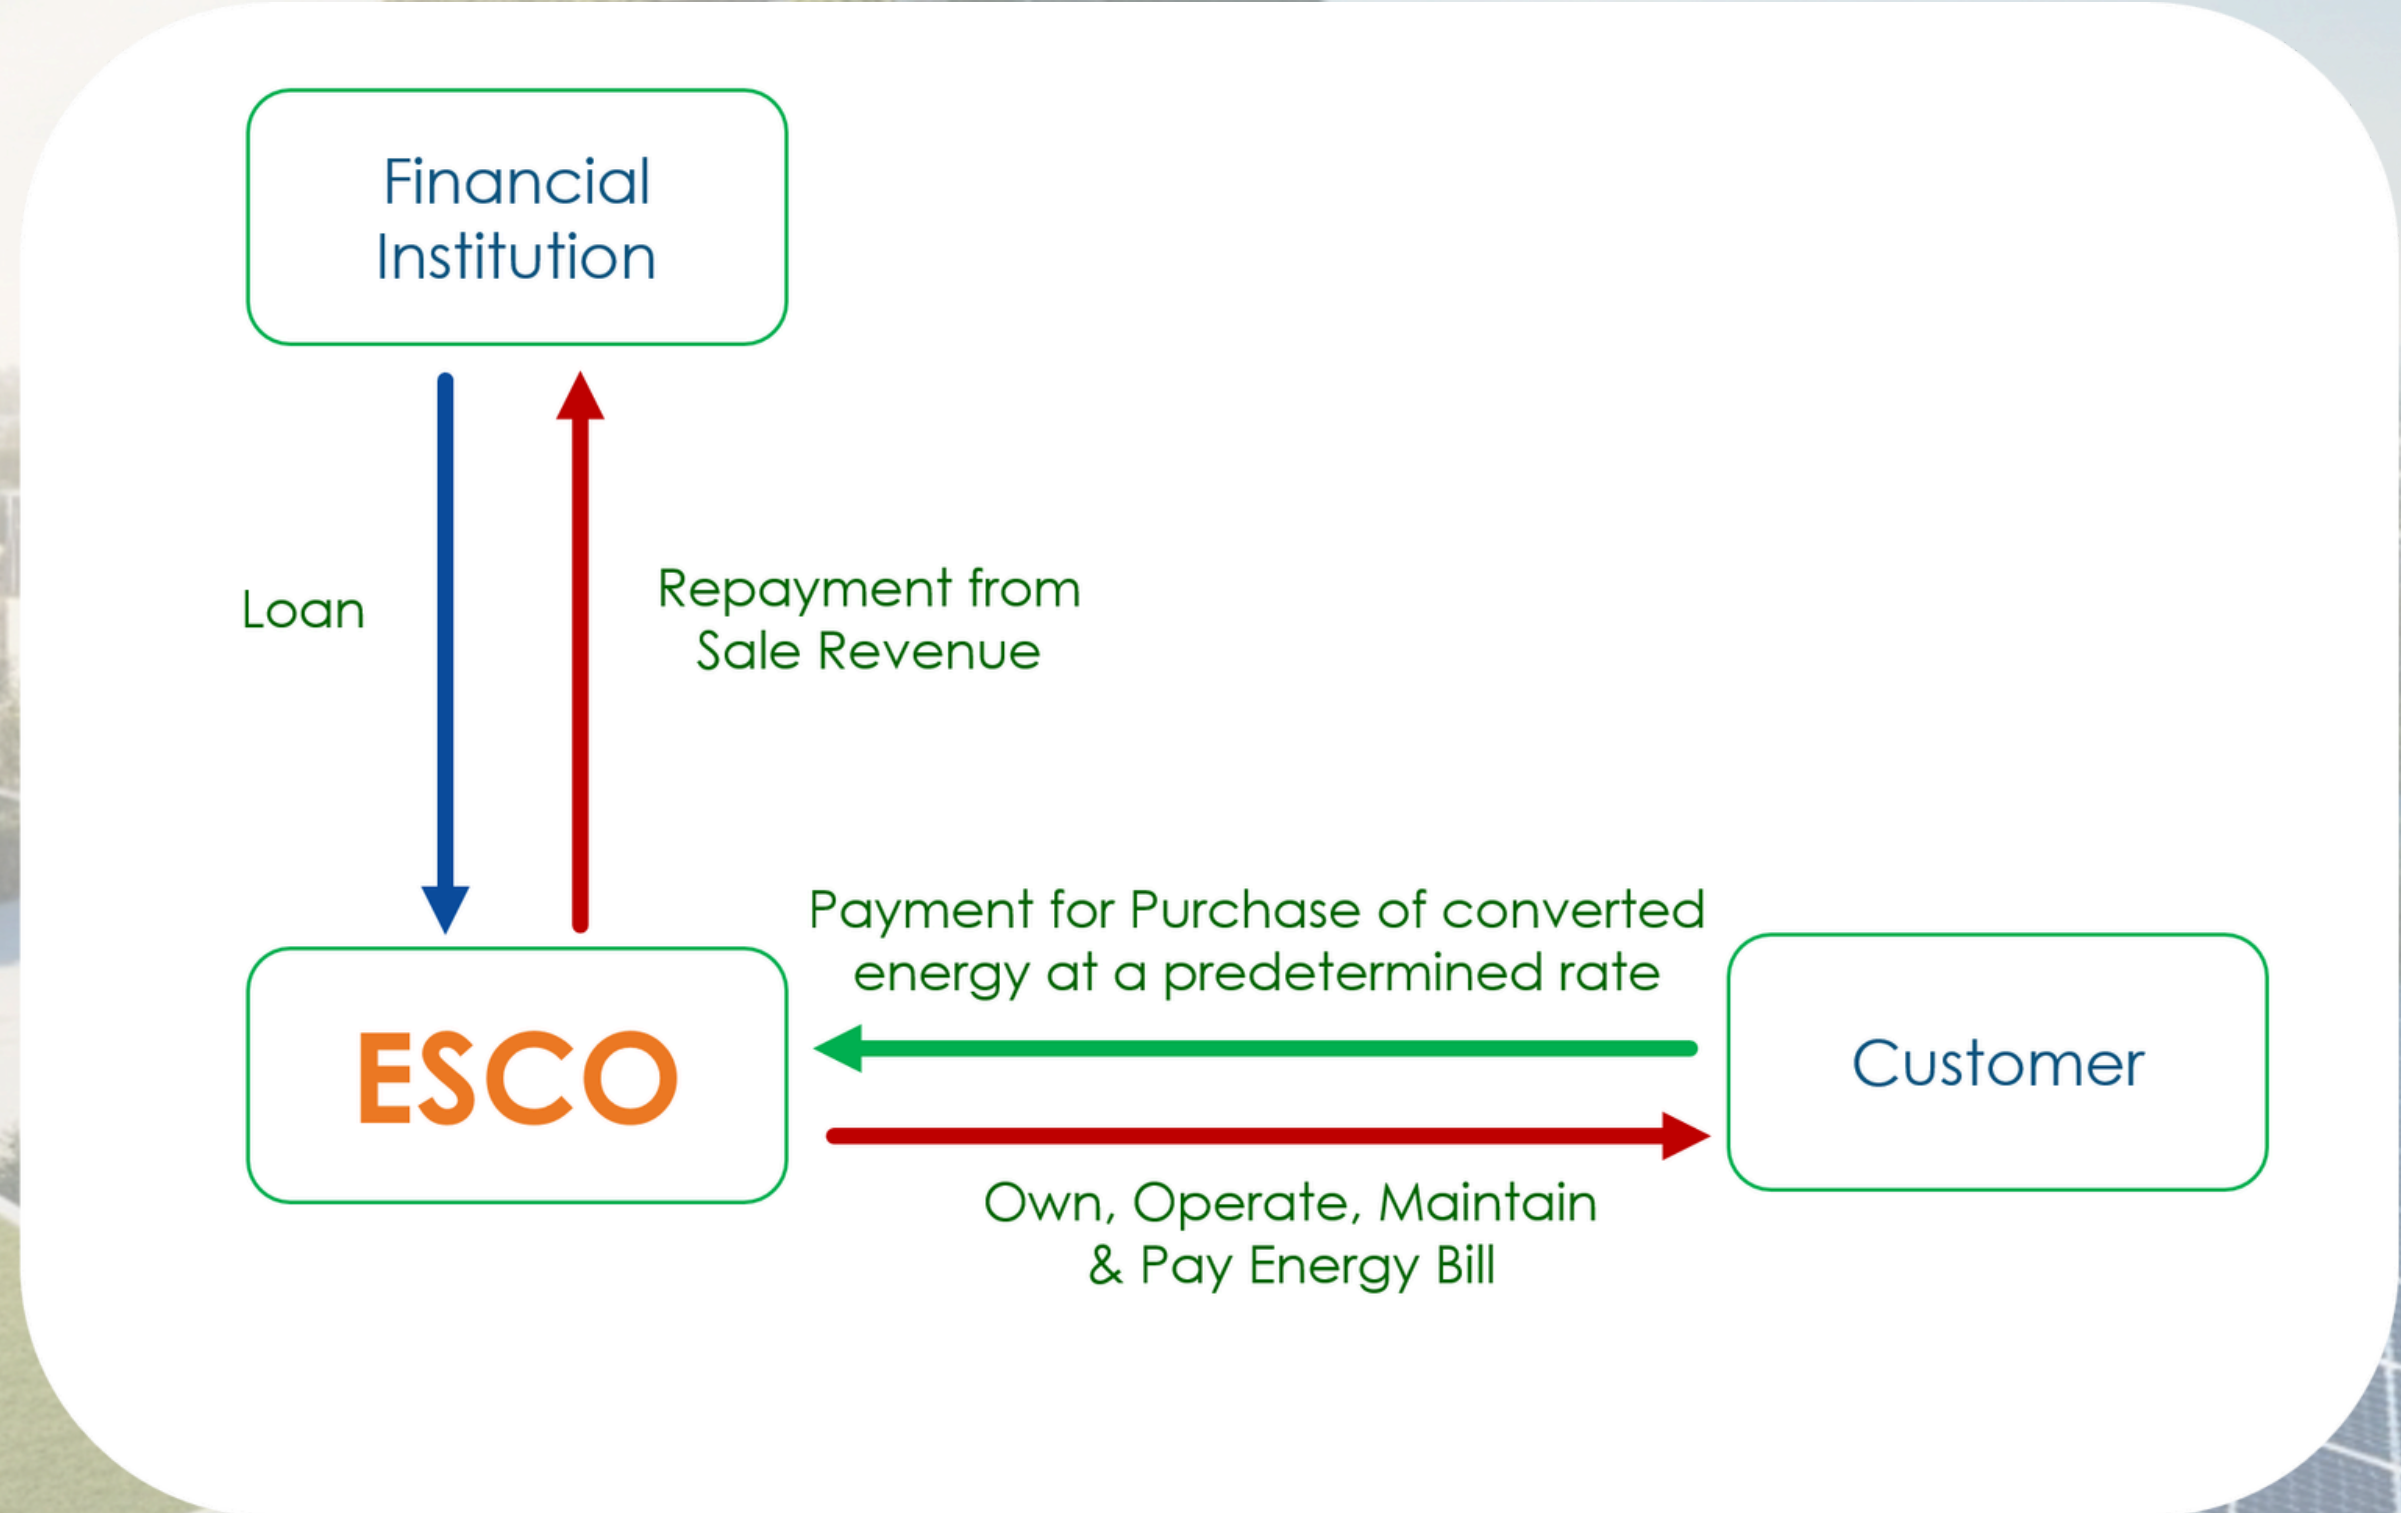 Financial
Institution
Loan
Repayment from
Sale Revenue
Payment for Purchase of converted
energy at a predetermined rate
ESCO
Customer
Own, Operate, Maintain
& Pay Energy Bill